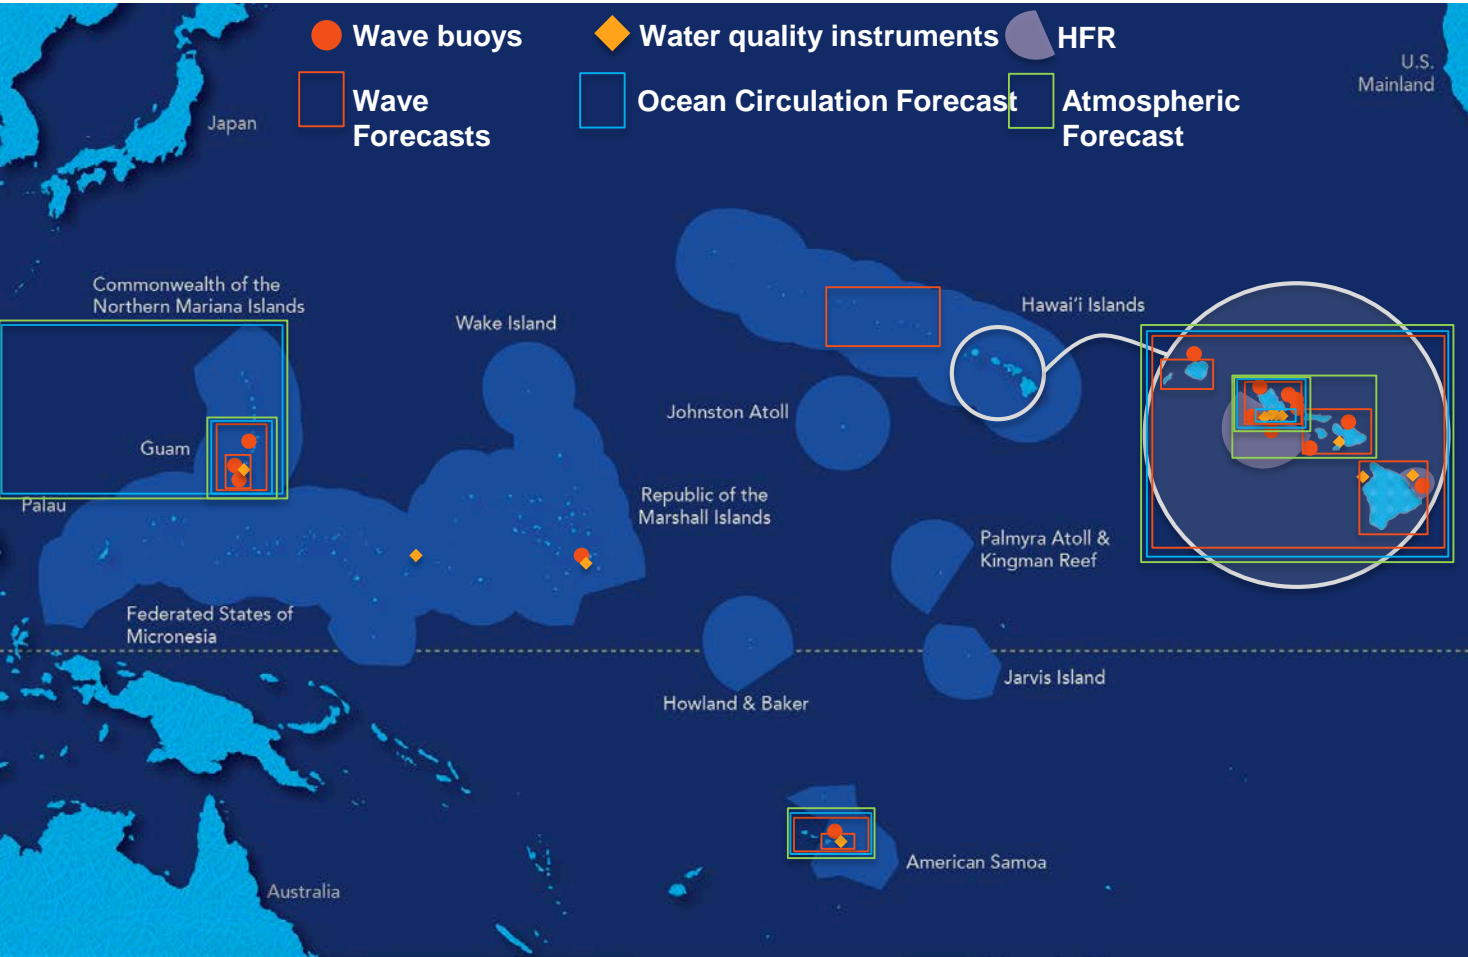 Wave buoys
Water quality instruments
HFR
Wave
Forecasts
Ocean Circulation Forecast
Atmospheric
Forecast
U.S.
Mainland
Japan
Commonwealth of the
Northern Mariana Islands
Wake Island
Hawai‘i Islands
Johnston Atoll
Guam
Palau
Republic of the
Marshall Islands
Palmyra Atoll &
Kingman Reef
Federated States of
Micronesia
Jarvis Island
Howland & Baker
American Samoa
Australia